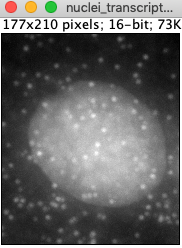 nuclei_transcript...
177x210 pixels; 16-bit; 73K